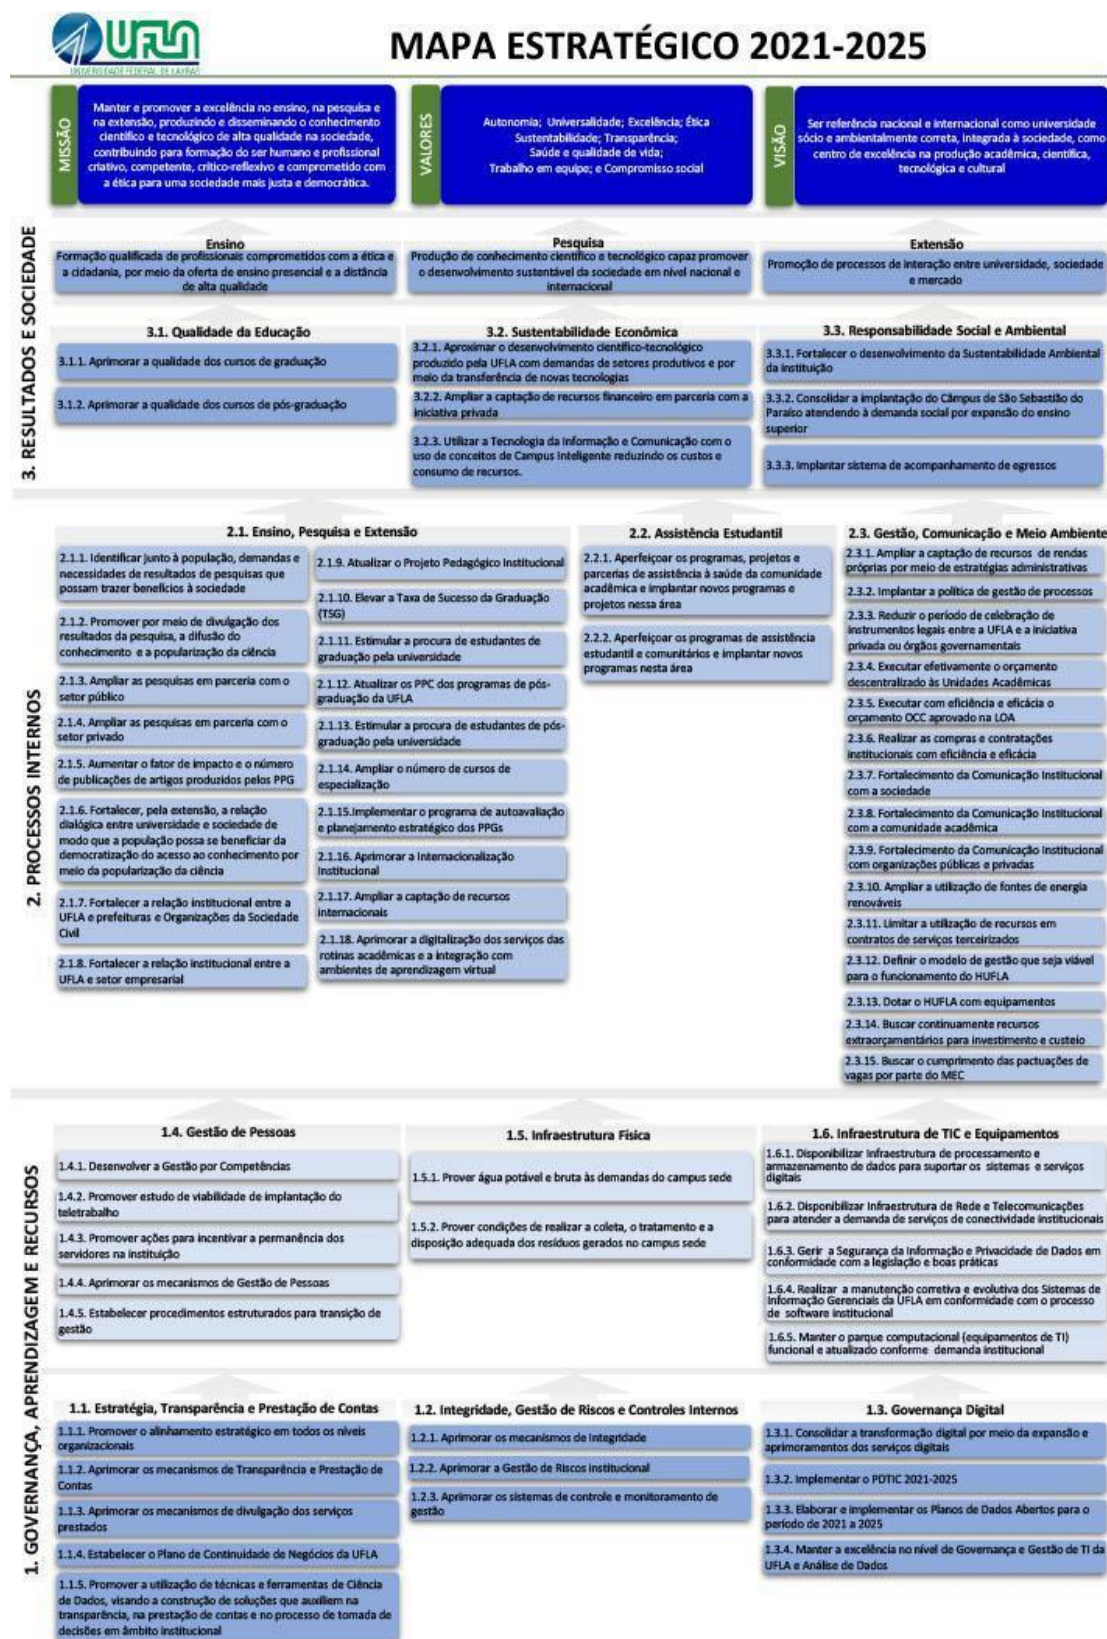 UFLA
UNIVERSIDADE FEDERAL DE LAVRAS
MAPA ESTRATÉGICO 2021-2025
MISSÃO
Manter e promover a excelência no ensino, na pesquisa e
na extensão, produzindo e disseminando o conhecimento
científico e tecnológico de alta qualidade na sociedade,
contribuindo para formação do ser humano e profissional
criativo, competente, crítico-reflexivo e comprometido com
a ética para uma sociedade mais justa e democrática.
VALORES
Autonomia; Universalidade; Excelência; Ética
Sustentabilidade; Transparência;
Saúde e qualidade de vida;
Trabalho em equipe; e Compromisso social
VISÃO
Ser referência nacional e internacional como universidade
sócio e ambientalmente correta, integrada à sociedade, como
centro de excelência na produção acadêmica, científica,
tecnológica e cultural
3. RESULTADOS E SOCIEDADE
Ensino
Formação qualificada de profissionais comprometidos com a ética e
a cidadania, por meio da oferta de ensino presencial e a distância
de alta qualidade
Pesquisa
Produção de conhecimento científico e tecnológico capaz promover
o desenvolvimento sustentável da sociedade em nível nacional e
internacional
Extensão
Promoção de processos de interação entre universidade, sociedade
e mercado
3.1. Qualidade da Educação
3.1.1. Aprimorar a qualidade dos cursos de graduação
3.1.2. Aprimorar a qualidade dos cursos de pós-graduação
3.2. Sustentabilidade Econômica
3.2.1. Aproximar o desenvolvimento científico-tecnológico
produzido pela UFLA com demandas de setores produtivos e por
meio da transferência de novas tecnologias
3.2.2. Ampliar a captação de recursos financeiro em parceria com a
iniciativa privada
3.2.3. Utilizar a Tecnologia da Informação e Comunicação com o
uso de conceitos de Campus Inteligente reduzindo os custos e
consumo de recursos.
3.3. Responsabilidade Social e Ambiental
3.3.1. Fortalecer o desenvolvimento da Sustentabilidade Ambiental
da instituição
3.3.2. Consolidar a implantação do Câmpus de São Sebastião do
Paraíso atendendo à demanda social por expansão do ensino
superior
3.3.3. Implantar sistema de acompanhamento de egressos
2. PROCESSOS INTERNOS
2.1. Ensino, Pesquisa e Extensão
2.1.1. Identificar junto à população, demandas e
necessidades de resultados de pesquisas que
possam trazer benefícios à sociedade
2.1.2. Promover por meio de divulgação dos
resultados da pesquisa, a difusão do
conhecimento e a popularização da ciência
2.1.3. Ampliar as pesquisas em parceria com o
setor público
2.1.4. Ampliar as pesquisas em parceria com o
setor privado
2.1.5. Aumentar o fator de impacto e o número
de publicações de artigos produzidos pelos PPG
2.1.6. Fortalecer, pela extensão, a relação
dialógica entre universidade e sociedade de
modo que a população possa se beneficiar da
democratização do acesso ao conhecimento por
meio da popularização da ciência
2.1.7. Fortalecer a relação institucional entre a
UFLA e prefeituras e Organizações da Sociedade
Civil
2.1.8. Fortalecer a relação institucional entre a
UFLA e setor empresarial
2.1.9. Atualizar o Projeto Pedagógico Institucional
2.1.10. Elevar a Taxa de Sucesso da Graduação
(TSG)
2.1.11. Estimular a procura de estudantes de
graduação pela universidade
2.1.12. Atualizar os PPC dos programas de pós-
graduação da UFLA
2.1.13. Estimular a procura de estudantes de pós-
graduação pela universidade
2.1.14. Ampliar o número de cursos de
especialização
2.1.15.Implementar o programa de autoavaliação
e planejamento estratégico dos PPGs
2.1.16. Aprimorar a Internacionalização
Institucional
2.1.17. Ampliar a captação de recursos
internacionais
2.1.18. Aprimorar a digitalização dos serviços das
rotinas acadêmicas e a integração com
ambientes de aprendizagem virtual
2.2. Assistência Estudantil
2.2.1. Aperfeiçoar os programas, projetos e
parcerias de assistência à saúde da comunidade
acadêmica e implantar novos programas e
projetos nessa área
2.2.2. Aperfeiçoar os programas de assistência
estudantil e comunitários e implantar novos
programas nesta área
2.3. Gestão, Comunicação e Meio Ambiente
2.3.1. Ampliar a captação de recursos de rendas
próprias por meio de estratégias administrativas
2.3.2. Implantar a política de gestão de processos
2.3.3. Reduzir o período de celebração de
instrumentos legais entre a UFLA e a iniciativa
privada ou órgãos governamentais
2.3.4. Executar efetivamente o orçamento
descentralizado às Unidades Acadêmicas
2.3.5. Executar com eficiência e eficácia o
orçamento OCC aprovado na LOA
2.3.6. Realizar as compras e contratações
institucionais com eficiência e eficácia
2.3.7. Fortalecimento da Comunicação Institucional
com a sociedade
2.3.8. Fortalecimento da Comunicação Institucional
com a comunidade acadêmica
2.3.9. Fortalecimento da Comunicação Institucional
com organizações públicas e privadas
2.3.10. Ampliar a utilização de fontes de energia
renováveis
2.3.11. Limitar a utilização de recursos em
contratos de serviços terceirizados
2.3.12. Definir o modelo de gestão que seja viável
para o funcionamento do HUFLA
2.3.13. Dotar o HUFLA com equipamentos
2.3.14. Buscar continuamente recursos
extraorçamentários para investimento e custeio
2.3.15. Buscar o cumprimento das pactuações de
vagas por parte do MEC
1. GOVERNANÇA, APRENDIZAGEM E RECURSOS
1.4. Gestão de Pessoas
1.4.1. Desenvolver a Gestão por Competências
1.4.2. Promover estudo de viabilidade de implantação do
teletrabalho
1.4.3. Promover ações para incentivar a permanência dos
servidores na instituição
1.4.4. Aprimorar os mecanismos de Gestão de Pessoas
1.4.5. Estabelecer procedimentos estruturados para transição de
gestão
1.5. Infraestrutura Física
1.5.1. Prover água potável e bruta às demandas do campus sede
1.5.2. Prover condições de realizar a coleta, o tratamento e a
disposição adequada dos resíduos gerados no campus sede
1.6. Infraestrutura de TIC e Equipamentos
1.6.1. Disponibilizar Infraestrutura de processamento e
armazenamento de dados para suportar os sistemas e serviços
digitais
1.6.2. Disponibilizar Infraestrutura de Rede e Telecomunicações
para atender a demanda de serviços de conectividade institucionais
1.6.3. Gerir a Segurança da Informação e Privacidade de Dados em
conformidade com a legislação e boas práticas
1.6.4. Realizar a manutenção corretiva e evolutiva dos Sistemas de
Informação Gerenciais da UFLA em conformidade com o processo
de software institucional
1.6.5. Manter o parque computacional (equipamentos de TI)
funcional e atualizado conforme demanda institucional
1.1. Estratégia, Transparência e Prestação de Contas
1.1.1. Promover o alinhamento estratégico em todos os níveis
organizacionais
1.1.2. Aprimorar os mecanismos de Transparência e Prestação de
Contas
1.1.3. Aprimorar os mecanismos de divulgação dos serviços
prestados
1.1.4. Estabelecer o Plano de Continuidade de Negócios da UFLA
1.1.5. Promover a utilização de técnicas e ferramentas de Ciência
de Dados, visando a construção de soluções que auxiliem na
transparência, na prestação de contas e no processo de tomada de
decisões em âmbito institucional
1.2. Integridade, Gestão de Riscos e Controles Internos
1.2.1. Aprimorar os mecanismos de Integridade
1.2.2. Aprimorar a Gestão de Riscos institucional
1.2.3. Aprimorar os sistemas de controle e monitoramento de
gestão
1.3. Governança Digital
1.3.1. Consolidar a transformação digital por meio da expansão e
aprimoramentos dos serviços digitais
1.3.2. Implementar o PDTIC 2021-2025
1.3.3. Elaborar e implementar os Planos de Dados Abertos para o
período de 2021 a 2025
1.3.4. Manter a excelência no nível de Governança e Gestão de TI da
UFLA e Análise de Dados